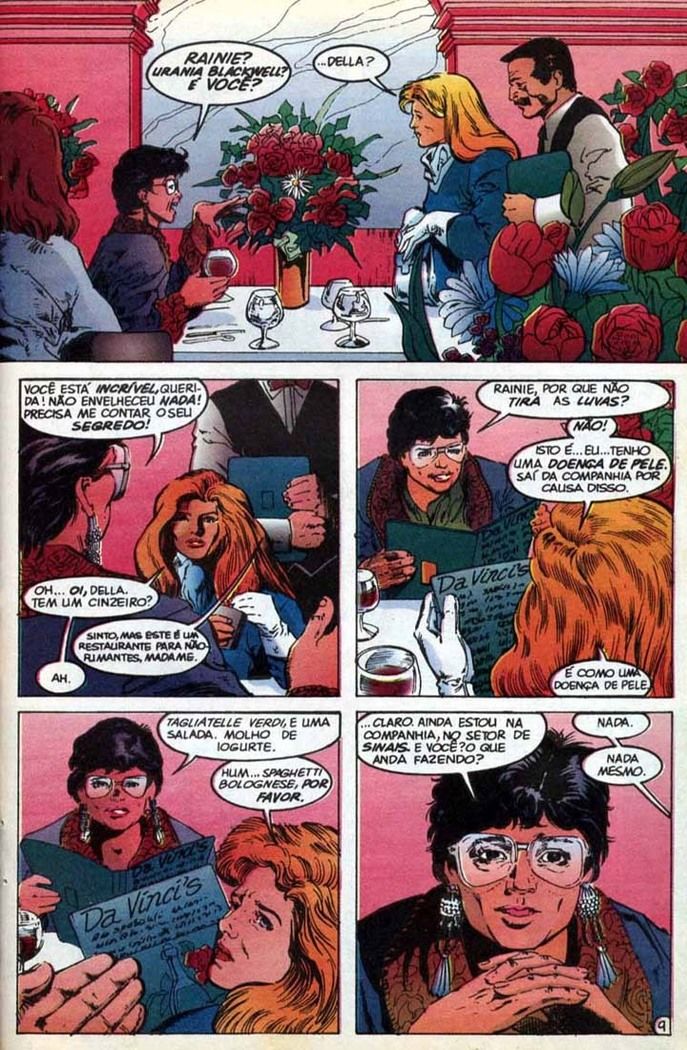 RAINIE?
URANIA BLACKWELL?
E VOCÊ?
...DELLA?
VOCÊ ESTÁ INCRÍVEL, QUERI-
DA! NÃO ENVELHECEU NADA!
PRECISA ME CONTAR O SEU
SEGREDO!
OH... OI, DELLA.
TEM UM CINZEIRO?
SINTO, MAS ESTE É UM
RESTAURANTE PARA NÃO-
FUMANTES, MADAME.
AH.
RAINIE, POR QUE NÃO
TIRA AS LUVAS?
NÃO!
ISTO É... EU... TENHO
UMA DOENÇA DE PELE.
SAÍ DA COMPANHIA POR
CAUSA DISSO.
Da Vinci's
Da Vinci's
É COMO UMA
DOENÇA DE PELE.
TAGLIATELLE VERDI, E UMA
SALADA. MOLHO DE
IOGURTE.
HUM... SPAGHETTI
BOLOGNESE, POR
FAVOR.
Da Vinci's
Da Vinci's
...CLARO. AINDA ESTOU NA
COMPANHIA, NO SETOR DE
SINAIS. E VOCÊ? O QUE
ANDA FAZENDO?
NADA.
NADA
MESMO.
9